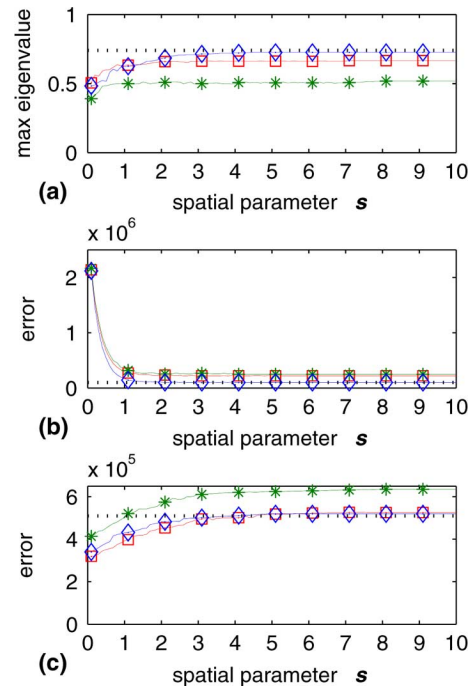 1
0.5
0
max eigenvalue
0 1 2 3 4 5 6 7 8 9 10
(a)
spatial parameter s
x 10^6
2
1
0
error
0 1 2 3 4 5 6 7 8 9 10
(b)
spatial parameter s
x 10^5
6
4
2
0
error
0 1 2 3 4 5 6 7 8 9 10
(c)
spatial parameter s